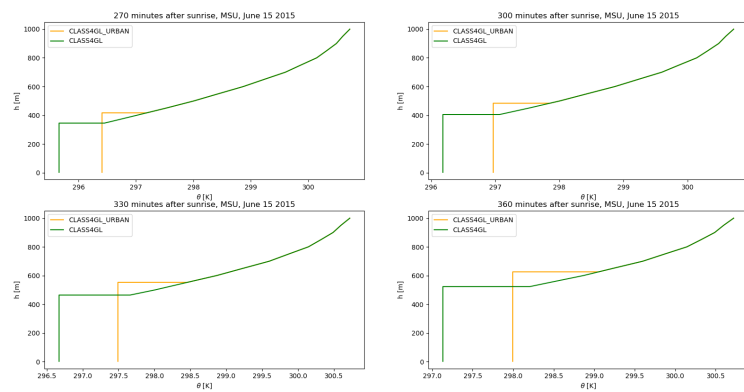 270 minutes after sunrise, MSU, June 15 2015
1000
800
600
400
200
0
h [m]
CLASS4GL_URBAN
CLASS4GL
296
297
298
299
300
θ [K]
300 minutes after sunrise, MSU, June 15 2015
1000
800
600
400
200
0
h [m]
CLASS4GL_URBAN
CLASS4GL
296
297
298
299
300
θ [K]
330 minutes after sunrise, MSU, June 15 2015
1000
800
600
400
200
0
h [m]
CLASS4GL_URBAN
CLASS4GL
296.5
297.0
297.5
298.0
298.5
299.0
299.5
300.0
300.5
θ [K]
360 minutes after sunrise, MSU, June 15 2015
1000
800
600
400
200
0
h [m]
CLASS4GL_URBAN
CLASS4GL
297.0
297.5
298.0
298.5
299.0
299.5
300.0
300.5
θ [K]